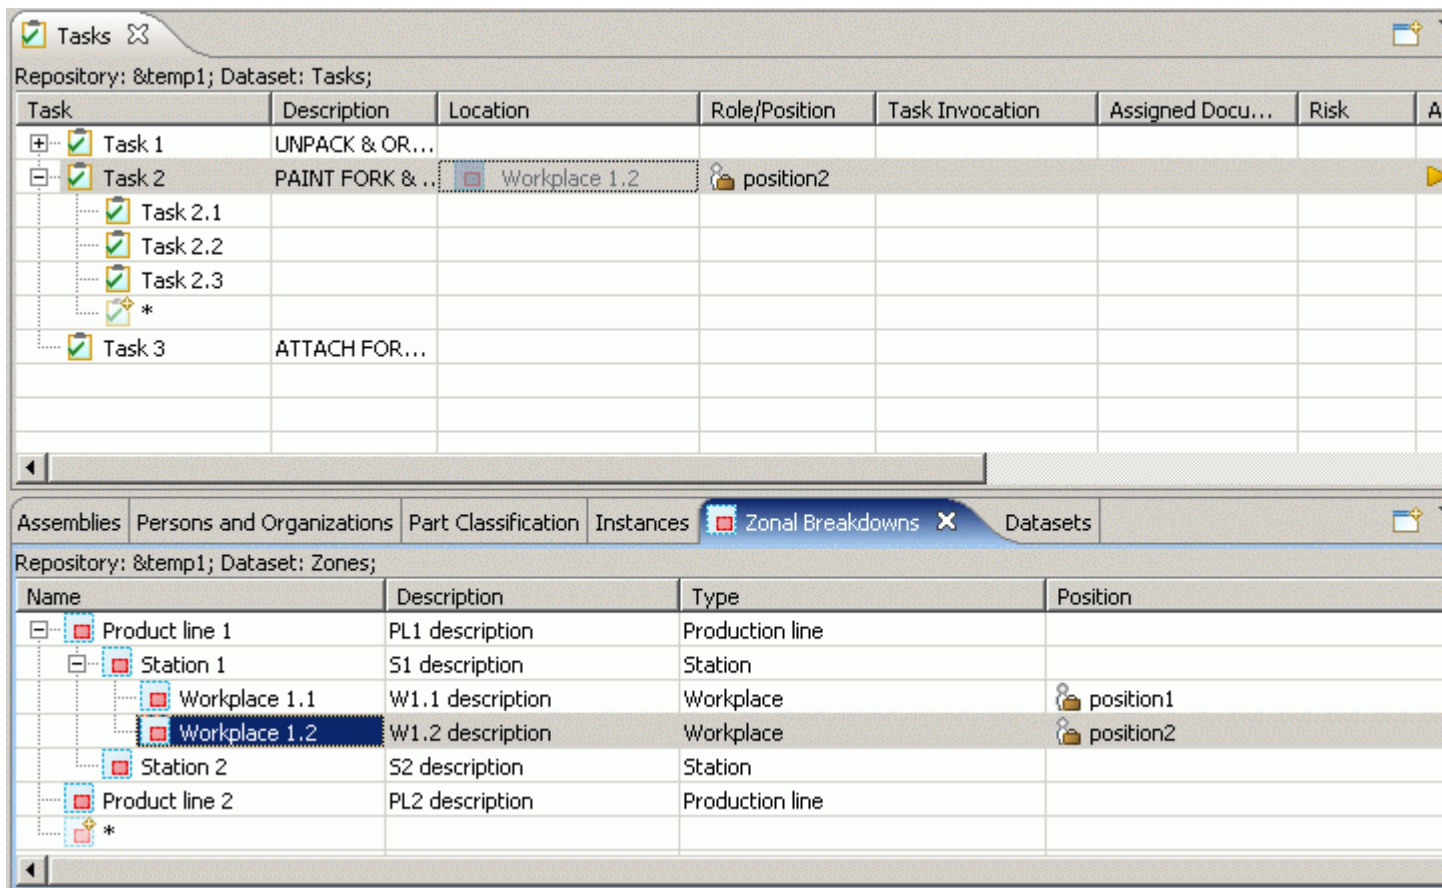 Tasks
Repository: &temp1; Dataset: Tasks;
Task Description Location Role/Position Task Invocation Assigned Docu... Risk A
Task 1 UNPACK & OR...
Task 2 PAINT FORK & .. Workplace 1.2 position2
Task 2.1
Task 2.2
Task 2.3
*
Task 3 ATTACH FOR...
Assemblies Persons and Organizations Part Classification Instances Zonal Breakdowns Datasets
Repository: &temp1; Dataset: Zones;
Name Description Type Position
Product line 1 PL1 description Production line
Station 1 S1 description Station
Workplace 1.1 W1.1 description Workplace position1
Workplace 1.2 W1.2 description Workplace position2
Station 2 S2 description Station
Product line 2 PL2 description Production line
*